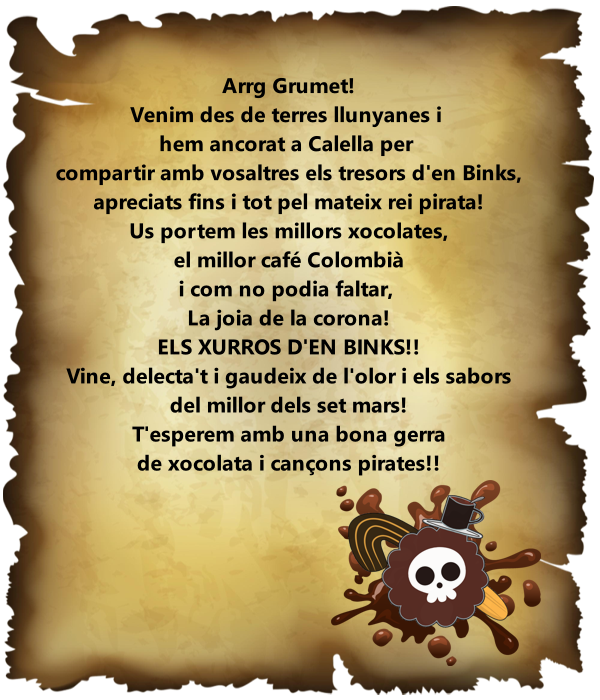 Arrg Grumet!
Venim des de terres llunyanes i
hem ancorat a Calella per
compartir amb vosaltres els tresors d'en Binks,
apreciats fins i tot pel mateix rei pirata!
Us portem les millors xocolates,
el millor café Colombià
i com no podia faltar,
La joia de la corona!
ELS XURROS D'EN BINKS!!
Vine, delecta't i gaudeix de l'olor i els sabors
del millor dels set mars!
T'esperem amb una bona gerra
de xocolata i cançons pirates!!